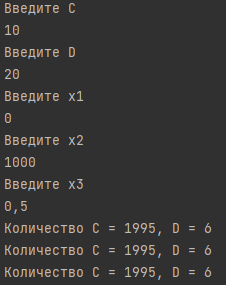 Введите C
10
Введите D
20
Введите x1
0
Введите x2
1000
Введите x3
0,5
Количество C = 1995, D = 6
Количество C = 1995, D = 6
Количество C = 1995, D = 6